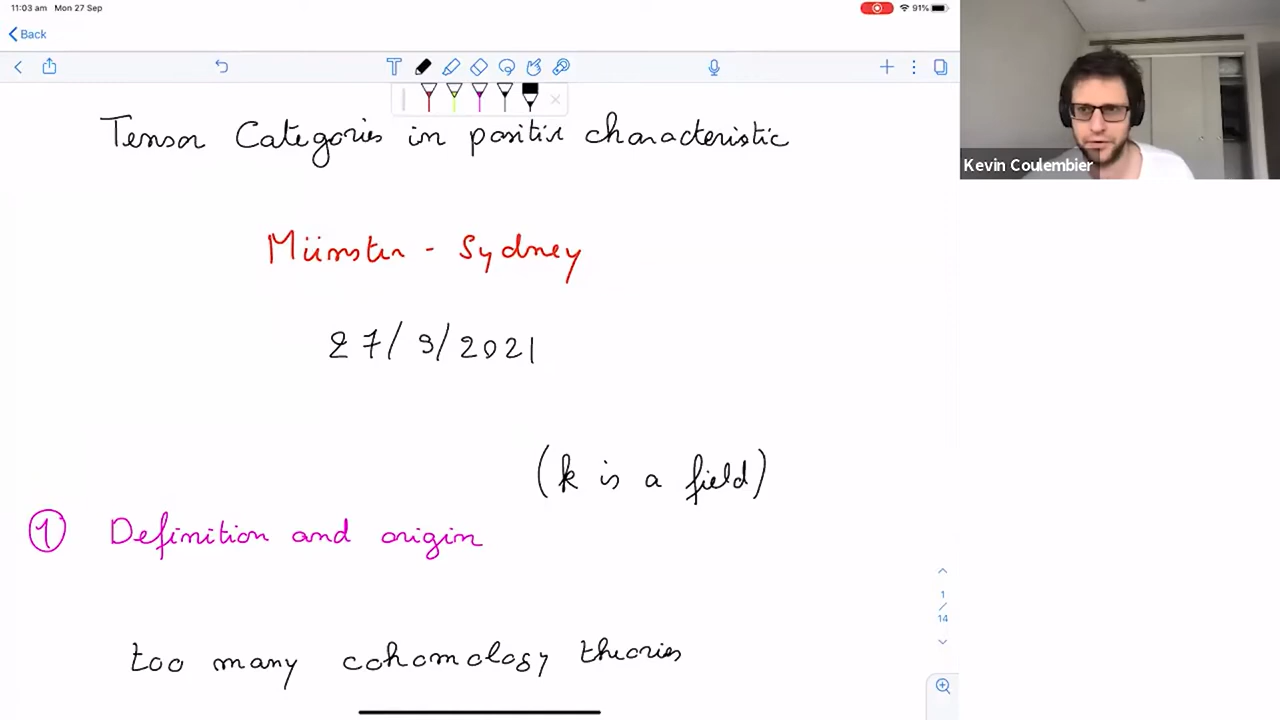 11:03 am Mon 27 Sep
91%
Back
Tensor Categories in positive characteristic
Münster - Sydney
27/9/2021
(k is a field)
1 Definition and origin
too many cohomology theories
1
/
14
Kevin Coulembier